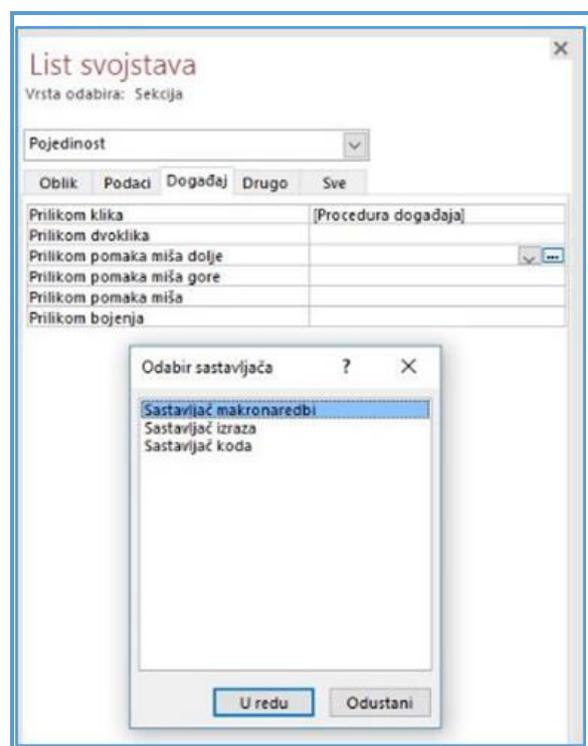 List svojstava
Vrsta odabira: Sekcija
Pojedinost
Oblik Podaci Događaj Drugo Sve
Prilikom klika [Procedura događaja]
Prilikom dvoklika
Prilikom pomaka miša dolje
Prilikom pomaka miša gore
Prilikom pomaka miša
Prilikom bojenja
Odabir sastavljača ?
Sastavljač makronaredbi
Sastavljač izraza
Sastavljač koda
U redu Odustani